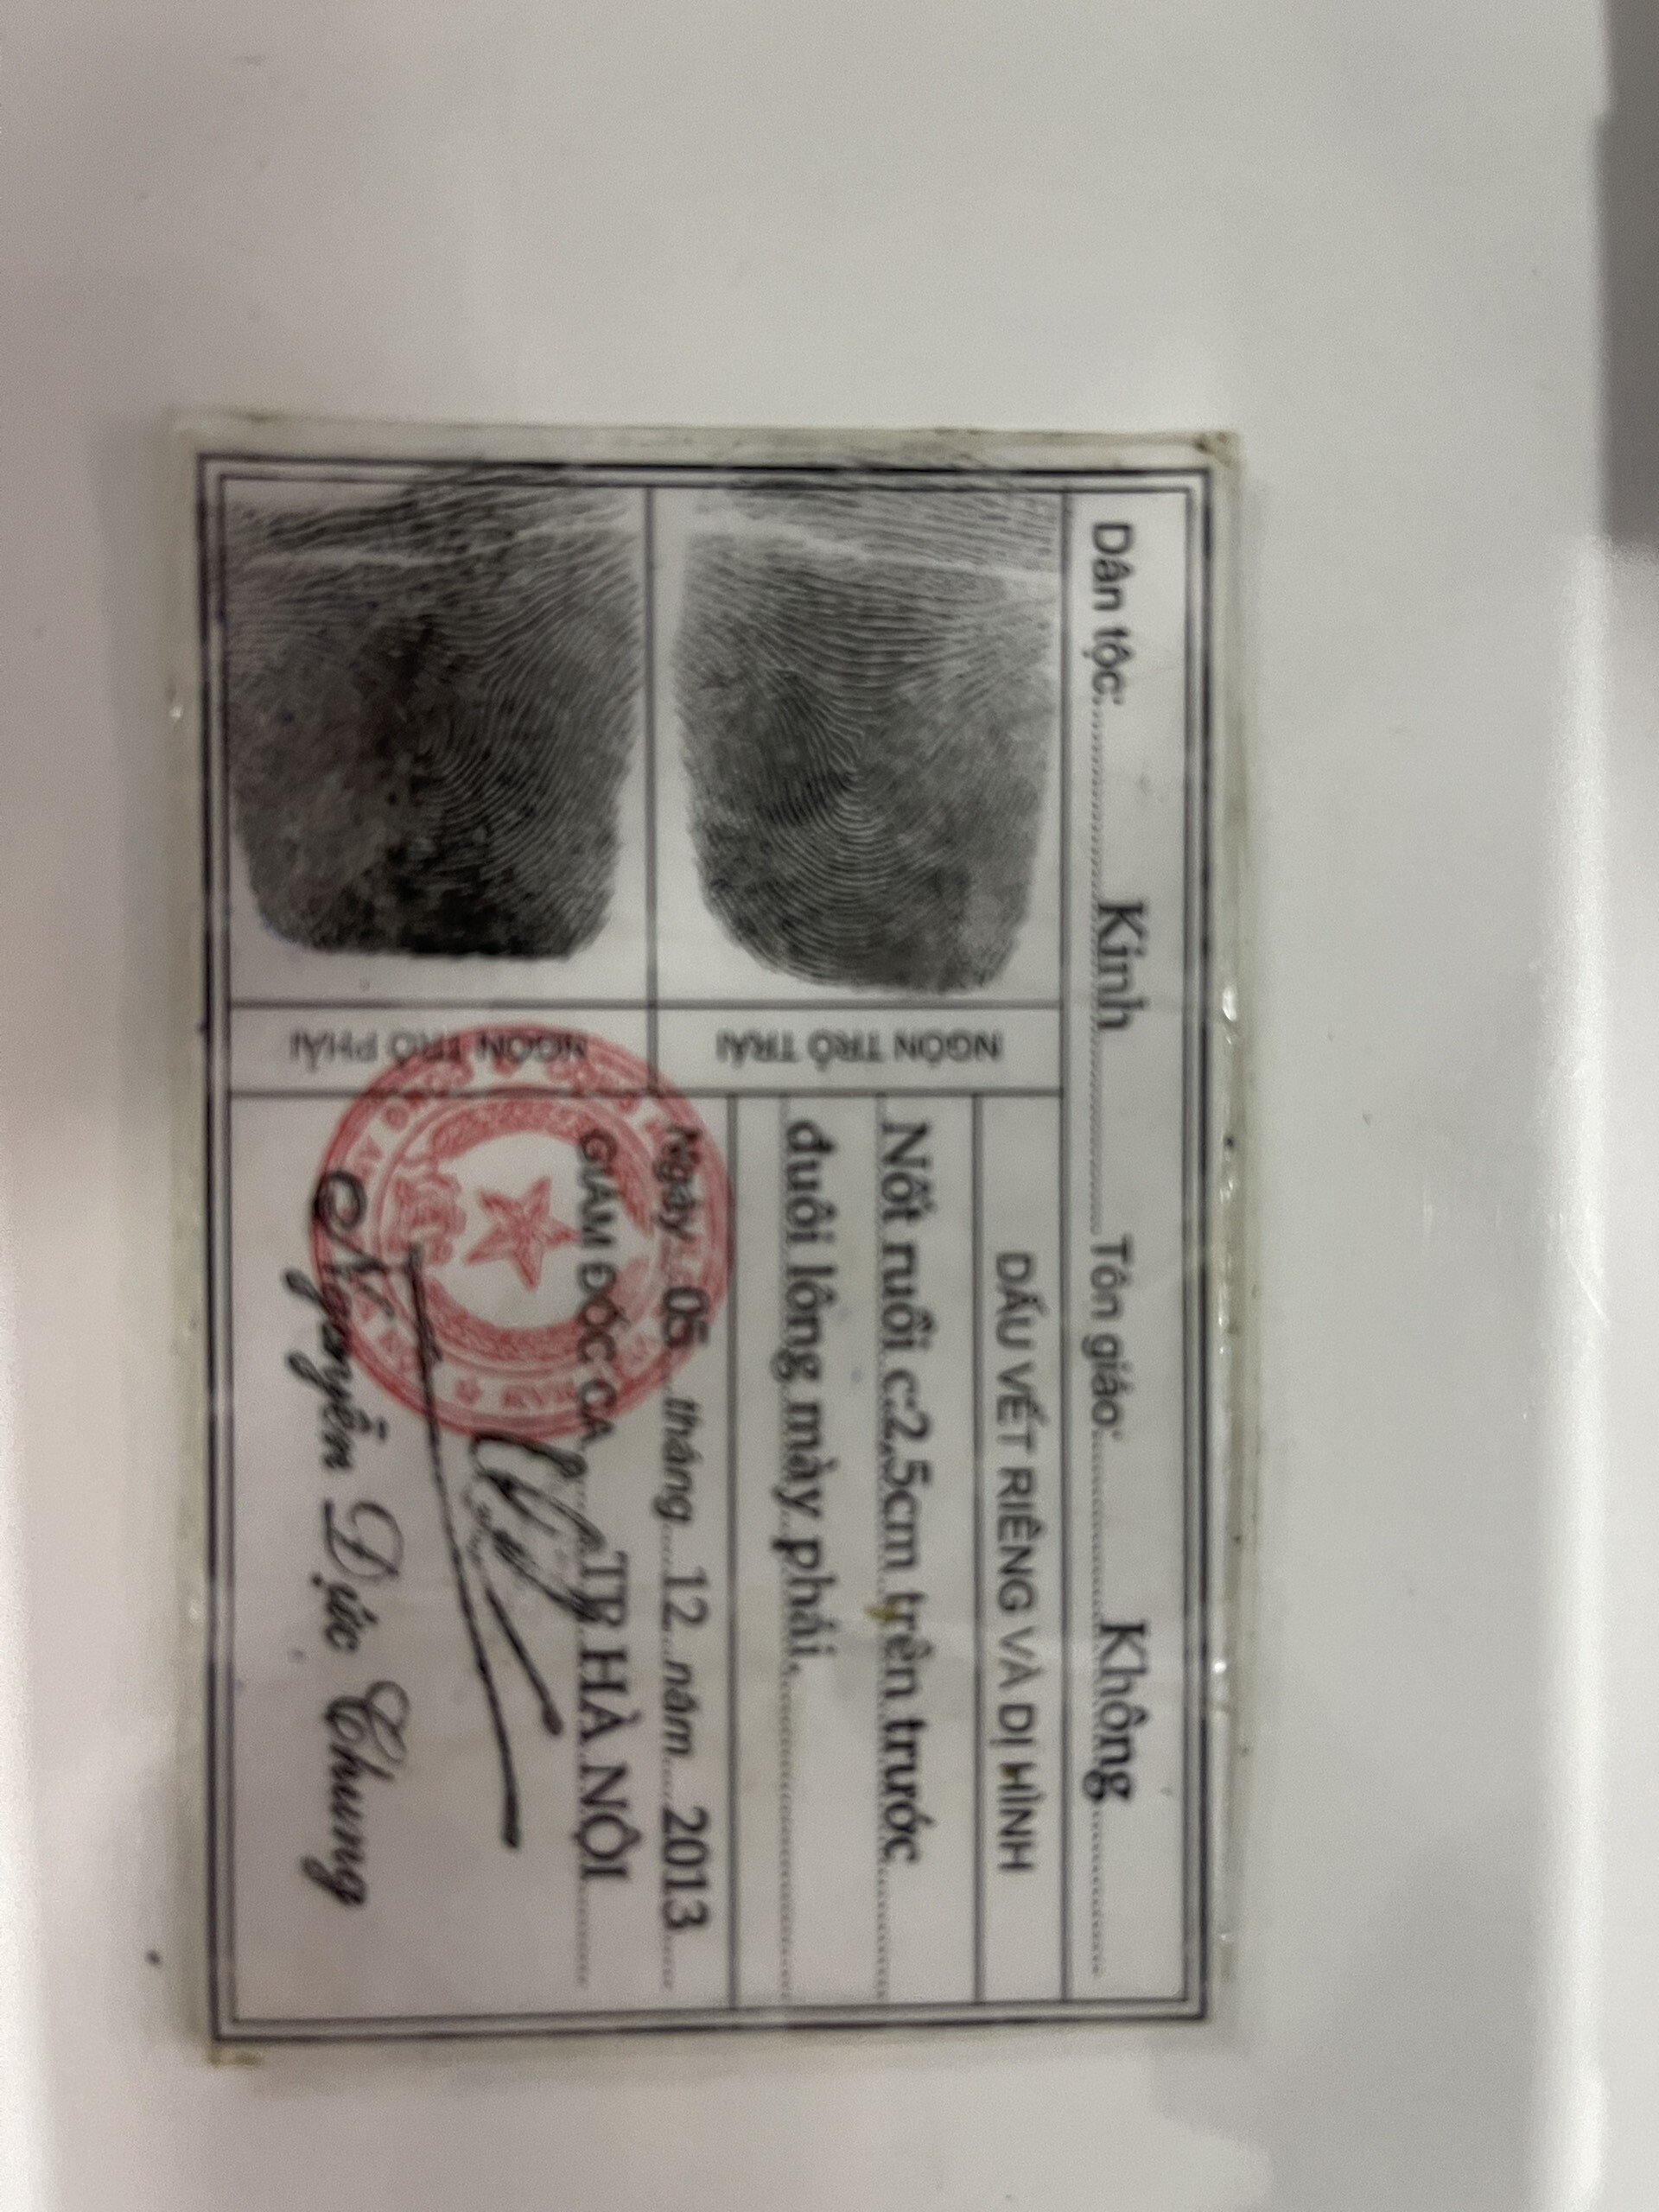 Dân tộc: Kinh Tôn giáo: Không
NGÓN TRỎ TRÁI
DẤU VẾT RIÊNG VÀ DỊ HÌNH
Nốt ruồi c.2,5cm trên trước
đuôi lông mày phải.
NGÓN TRỎ PHẢI
Ngày 05 tháng 12 năm 2013
GIÁM ĐỐC CA TP HÀ NỘI
Nguyễn Đức Chung